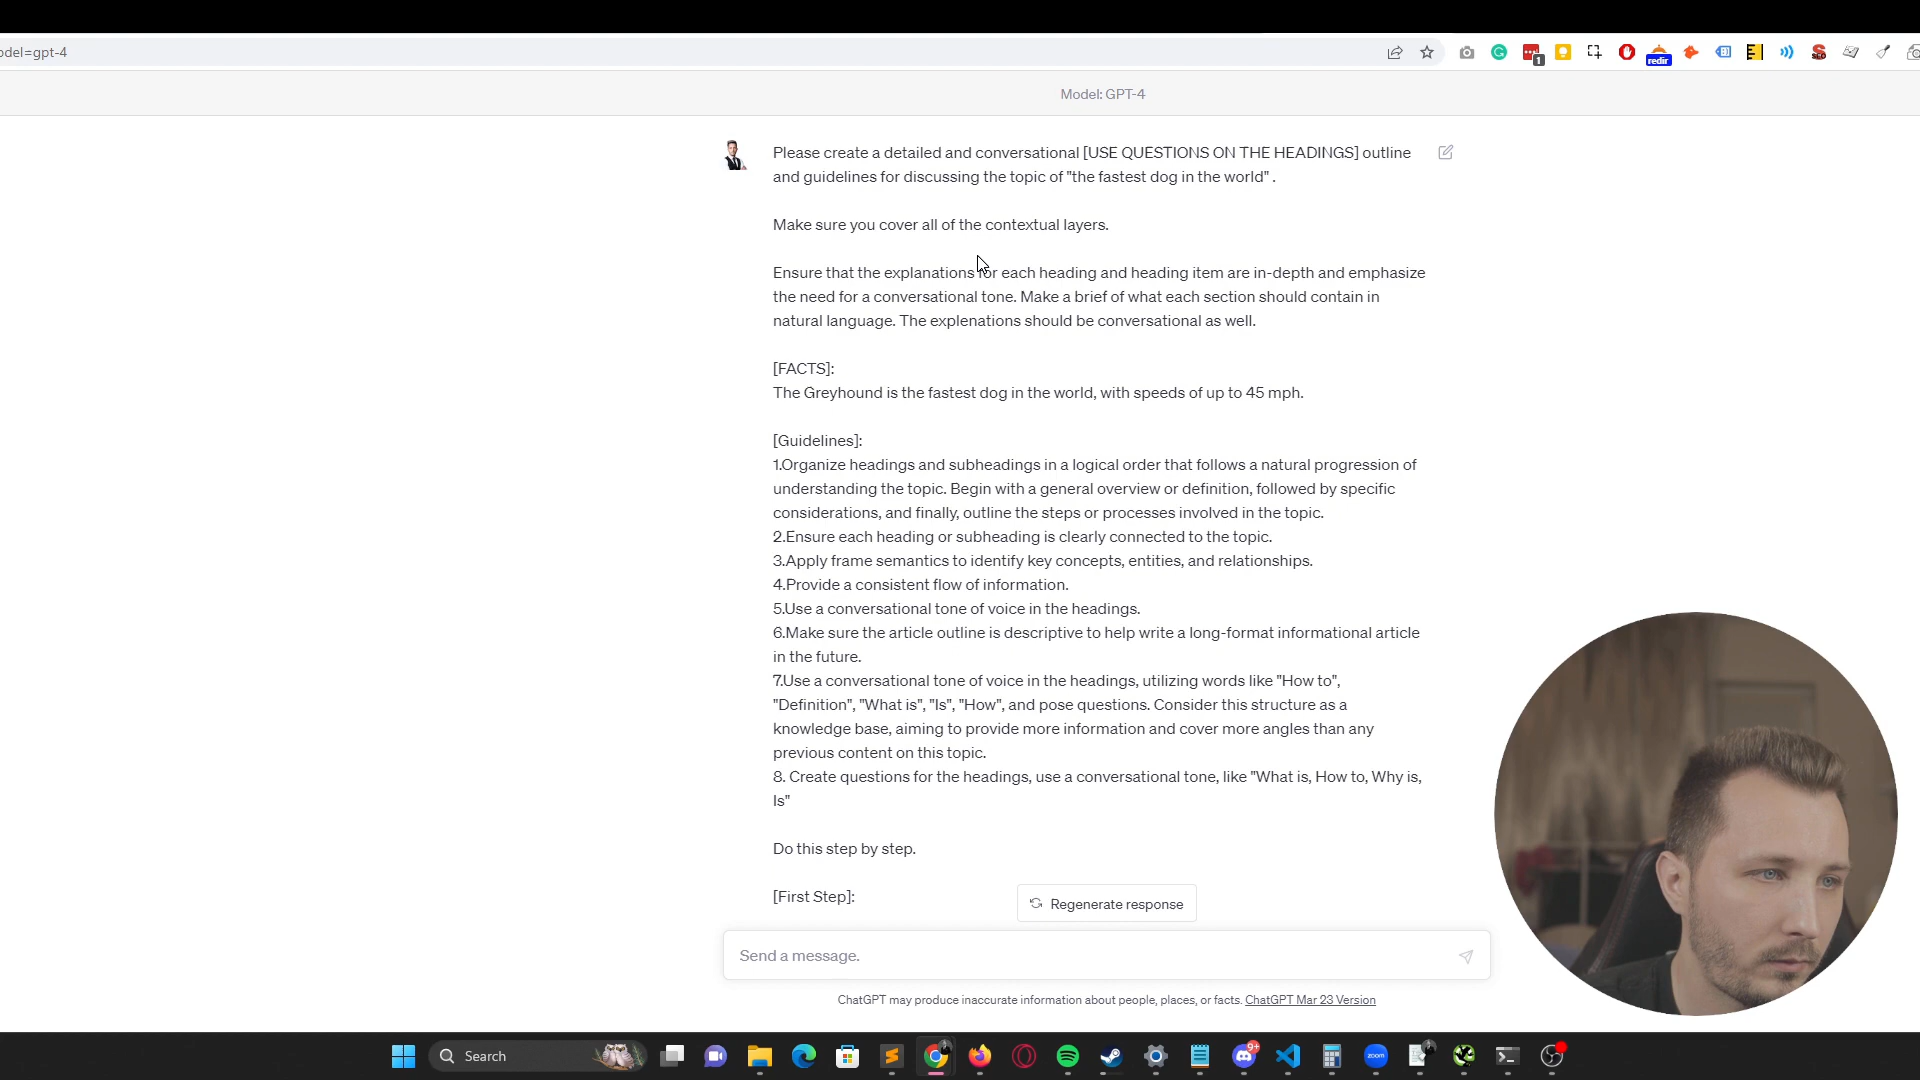 odel=gpt-4
1
redir
SEO
Model: GPT-4
Please create a detailed and conversational [USE QUESTIONS ON THE HEADINGS] outline
and guidelines for discussing the topic of "the fastest dog in the world" .
Make sure you cover all of the contextual layers.
Ensure that the explanations for each heading and heading item are in-depth and emphasize
the need for a conversational tone. Make a brief of what each section should contain in
natural language. The explenations should be conversational as well.
[FACTS]:
The Greyhound is the fastest dog in the world, with speeds of up to 45 mph.
[Guidelines]:
1.Organize headings and subheadings in a logical order that follows a natural progression of
understanding the topic. Begin with a general overview or definition, followed by specific
considerations, and finally, outline the steps or processes involved in the topic.
2.Ensure each heading or subheading is clearly connected to the topic.
3.Apply frame semantics to identify key concepts, entities, and relationships.
4.Provide a consistent flow of information.
5.Use a conversational tone of voice in the headings.
6.Make sure the article outline is descriptive to help write a long-format informational article
in the future.
7.Use a conversational tone of voice in the headings, utilizing words like "How to",
"Definition", "What is", "Is", "How", and pose questions. Consider this structure as a
knowledge base, aiming to provide more information and cover more angles than any
previous content on this topic.
8. Create questions for the headings, use a conversational tone, like "What is, How to, Why is,
Is"
Do this step by step.
[First Step]:
Regenerate response
Send a message.
ChatGPT may produce inaccurate information about people, places, or facts. ChatGPT Mar 23 Version
Search
9+
zoom